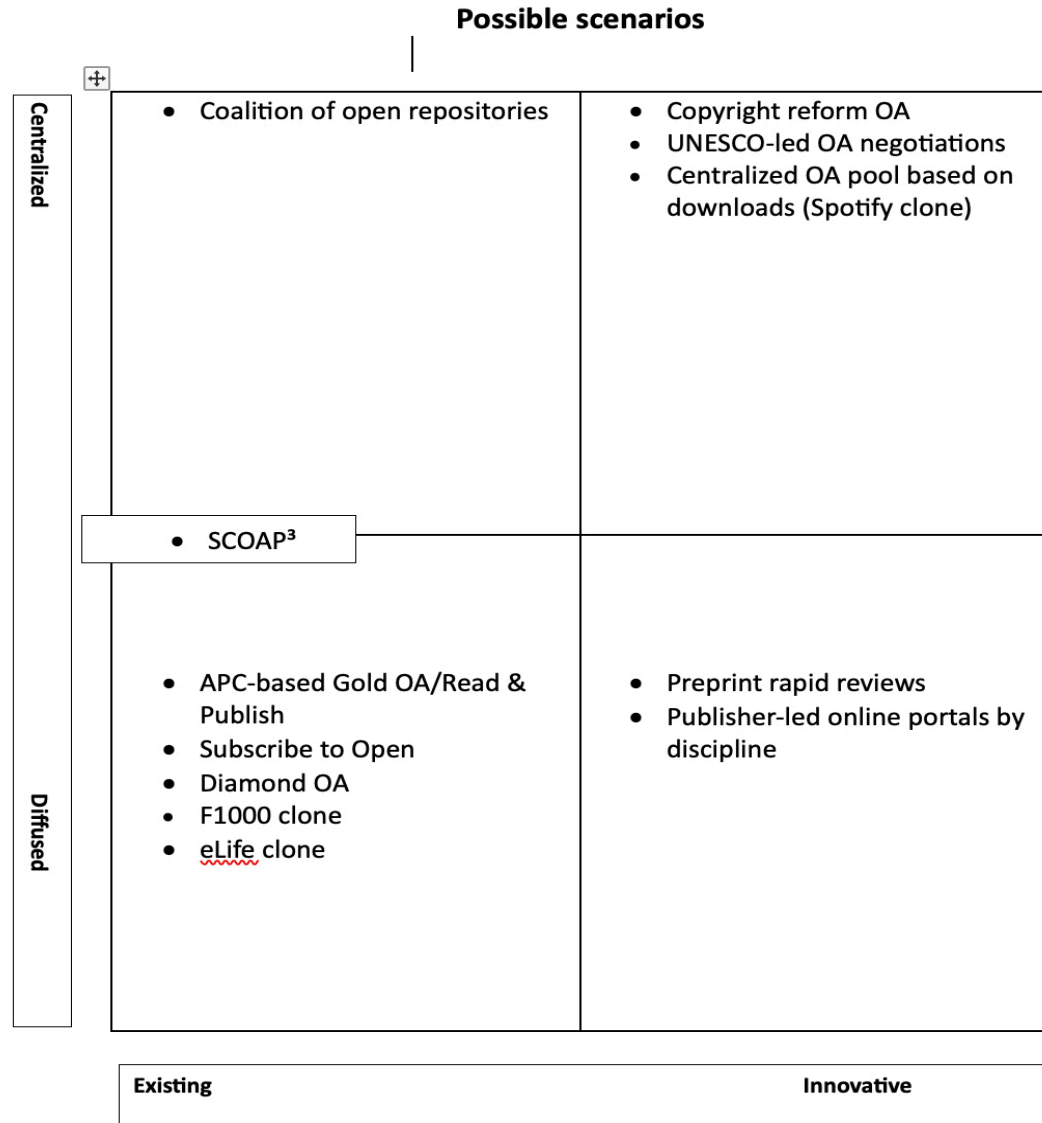 Possible scenarios
Centralized
• Coalition of open repositories
• Copyright reform OA
• UNESCO-led OA negotiations
• Centralized OA pool based on
downloads (Spotify clone)
• SCOAP³
Diffused
• APC-based Gold OA/Read &
Publish
• Subscribe to Open
• Diamond OA
• F1000 clone
• eLife clone
• Preprint rapid reviews
• Publisher-led online portals by
discipline
Existing
Innovative